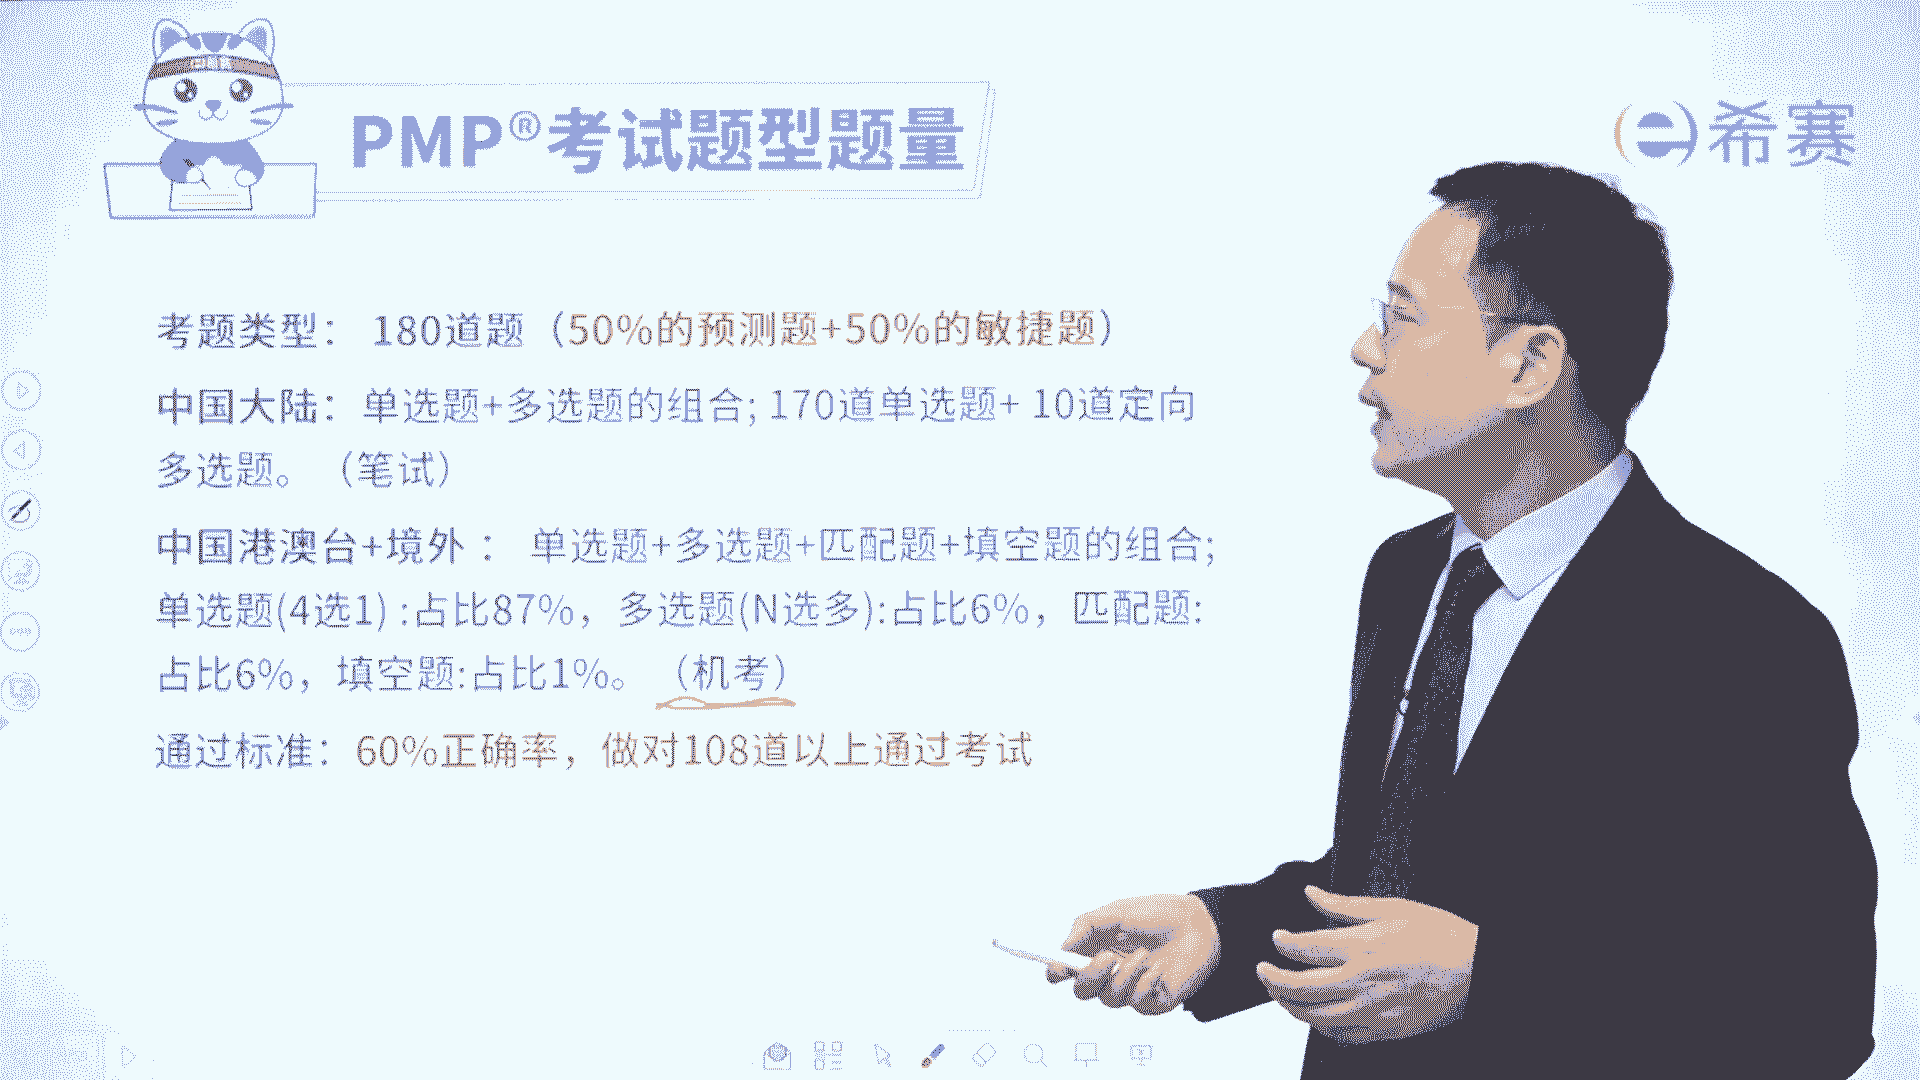 PMP®考试题型题量
希赛
考题类型： 180道题（50%的预测题+50%的敏捷题）
中国大陆：单选题+多选题的组合; 170道单选题+ 10道定向
多选题。（笔试）
中国港澳台+境外 ： 单选题+多选题+匹配题+填空题的组合;
单选题(4选1) :占比87%，多选题(N选多):占比6%，匹配题:
占比6%，填空题:占比1%。 （机考）
通过标准：60%正确率，做对108道以上通过考试